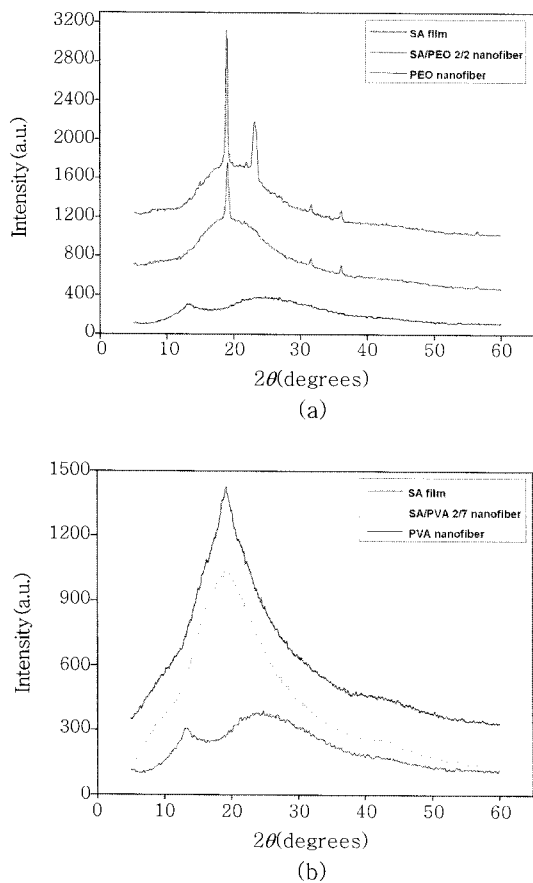 3200
2800
2400
2000
1600
1200
800
400
0
Intensity (a.u.)
SA film
SA/PEO 2/2 nanofiber
PEO nanofiber
0 10 20 30 40 50 60
2θ(degrees)
(a)
1500
1200
900
600
300
0
Intensity (a.u.)
SA film
SA/PVA 2/7 nanofiber
PVA nanofiber
0 10 20 30 40 50 60
2θ(degrees)
(b)